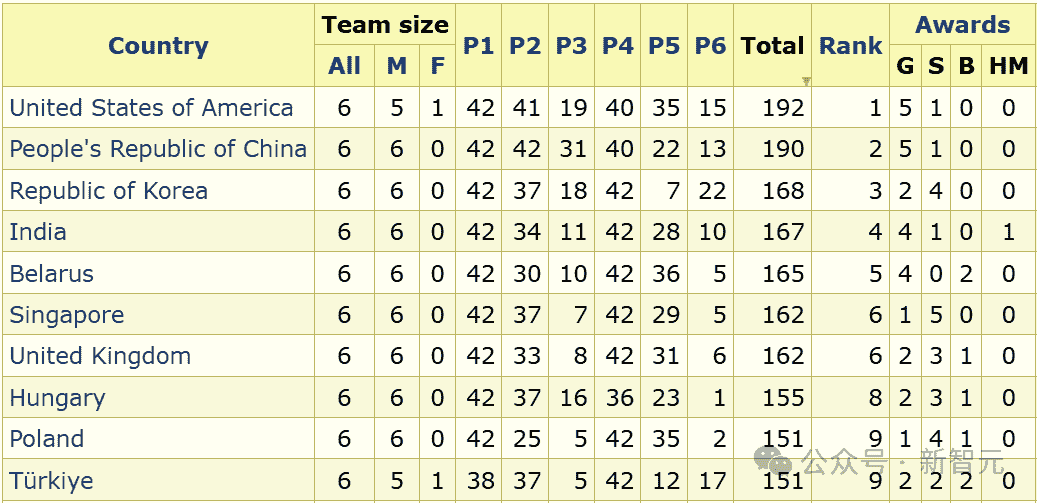 Country Team size P1 P2 P3 P4 P5 P6 Total Rank Awards
All M F G S B HM
United States of America 6 5 1 42 41 19 40 35 15 192 1 5 1 0 0
People's Republic of China 6 6 0 42 42 31 40 22 13 190 2 5 1 0 0
Republic of Korea 6 6 0 42 37 18 42 7 22 168 3 2 4 0 0
India 6 6 0 42 34 11 42 28 10 167 4 4 1 0 1
Belarus 6 6 0 42 30 10 42 36 5 165 5 4 0 2 0
Singapore 6 6 0 42 37 7 42 29 5 162 6 1 5 0 0
United Kingdom 6 6 0 42 33 8 42 31 6 162 6 2 3 1 0
Hungary 6 6 0 42 37 16 36 23 1 155 8 2 3 1 0
Poland 6 6 0 42 25 5 42 35 2 151 9 1 4 1 0
Türkiye 6 5 1 38 37 5 42 12 17 151 9 2 2 2 0
公众号 · 新智元